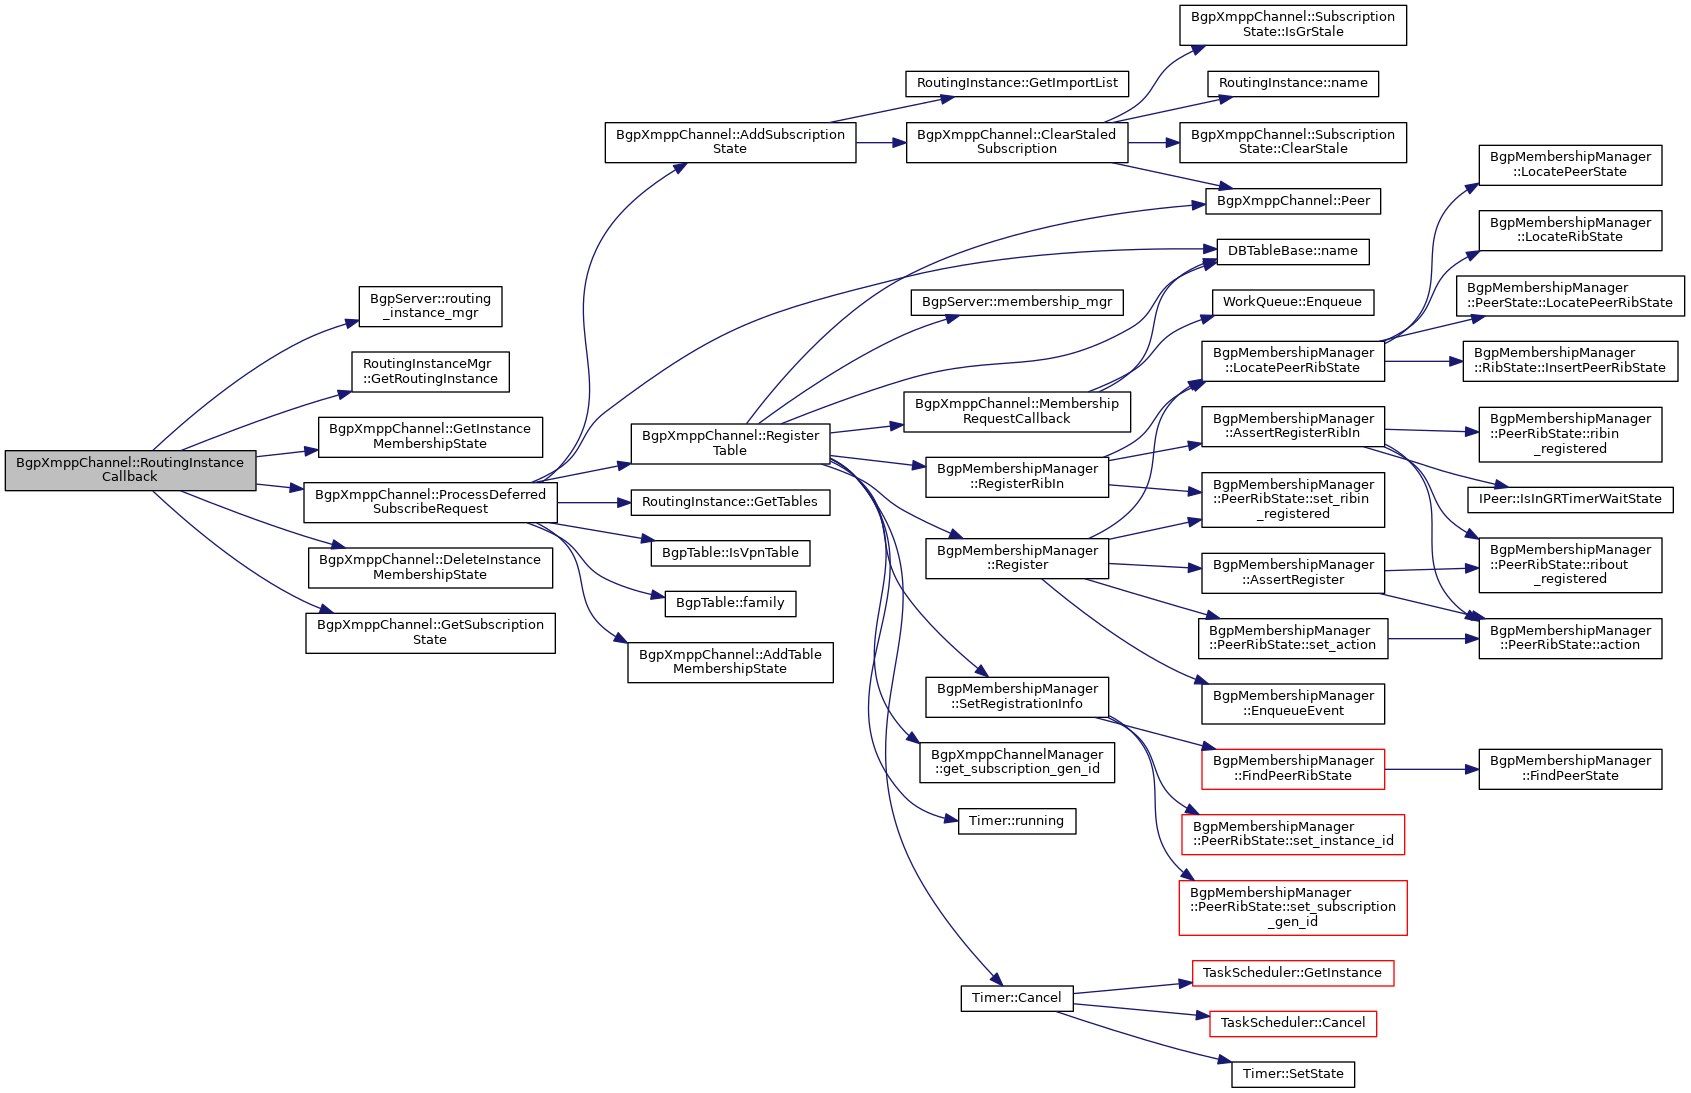 BgpXmppChannel::RoutingInstance
Callback
BgpServer::routing
_instance_mgr
RoutingInstanceMgr
::GetRoutingInstance
BgpXmppChannel::GetInstance
MembershipState
BgpXmppChannel::ProcessDeferred
SubscribeRequest
BgpXmppChannel::DeleteInstance
MembershipState
BgpXmppChannel::GetSubscription
State
BgpXmppChannel::AddSubscription
State
BgpXmppChannel::Register
Table
RoutingInstance::GetTables
BgpTable::IsVpnTable
BgpTable::family
BgpXmppChannel::AddTable
MembershipState
RoutingInstance::GetImportList
BgpXmppChannel::ClearStaled
Subscription
BgpServer::membership_mgr
BgpXmppChannel::Membership
RequestCallback
BgpMembershipManager
::RegisterRibIn
BgpMembershipManager
::Register
BgpMembershipManager
::SetRegistrationInfo
BgpXmppChannelManager
::get_subscription_gen_id
Timer::running
Timer::Cancel
BgpXmppChannel::Subscription
State::IsGrStale
RoutingInstance::name
BgpXmppChannel::Subscription
State::ClearStale
BgpXmppChannel::Peer
DBTableBase::name
WorkQueue::Enqueue
BgpMembershipManager
::LocatePeerRibState
BgpMembershipManager
::AssertRegisterRibIn
BgpMembershipManager
::PeerRibState::set_ribin
_registered
BgpMembershipManager
::AssertRegister
BgpMembershipManager
::PeerRibState::set_action
BgpMembershipManager
::EnqueueEvent
BgpMembershipManager
::FindPeerRibState
BgpMembershipManager
::PeerRibState::set_instance_id
BgpMembershipManager
::PeerRibState::set_subscription
_gen_id
TaskScheduler::GetInstance
TaskScheduler::Cancel
Timer::SetState
BgpMembershipManager
::LocatePeerState
BgpMembershipManager
::LocateRibState
BgpMembershipManager
::PeerState::LocatePeerRibState
BgpMembershipManager
::RibState::InsertPeerRibState
BgpMembershipManager
::PeerRibState::ribin
_registered
IPeer::IsInGRTimerWaitState
BgpMembershipManager
::PeerRibState::ribout
_registered
BgpMembershipManager
::PeerRibState::action
BgpMembershipManager
::FindPeerState